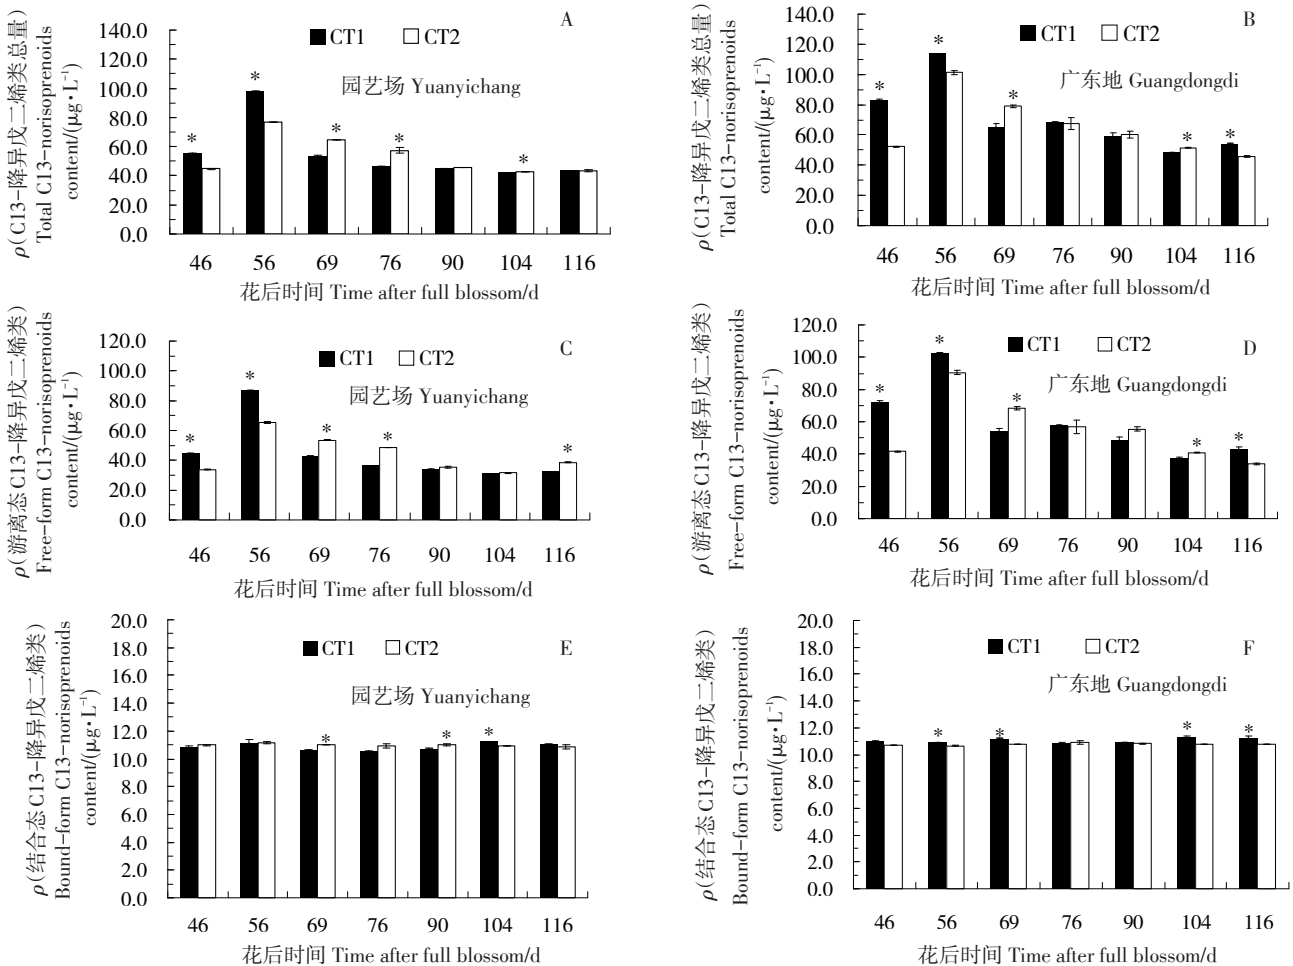 A
CT1 CT2
园艺场 Yuanyichang
ρ(C13-降异戊二烯类总量)
Total C13-norisoprenoids
content/(μg·L⁻¹)
140.0
120.0
100.0
80.0
60.0
40.0
20.0
0.0
* * * * *
46 56 69 76 90 104 116
花后时间 Time after full blossom/d
B
CT1 CT2
广东地 Guangdongdi
ρ(C13-降异戊二烯类总量)
Total C13-norisoprenoids
content/(μg·L⁻¹)
140.0
120.0
100.0
80.0
60.0
40.0
20.0
0.0
* * * * *
46 56 69 76 90 104 116
花后时间 Time after full blossom/d
C
CT1 CT2
园艺场 Yuanyichang
ρ(游离态C13-降异戊二烯类)
Free-form C13-norisoprenoids
content/(μg·L⁻¹)
120.0
100.0
80.0
60.0
40.0
20.0
0.0
* * * * *
46 56 69 76 90 104 116
花后时间 Time after full blossom/d
D
CT1 CT2
广东地 Guangdongdi
ρ(游离态C13-降异戊二烯类)
Free-form C13-norisoprenoids
content/(μg·L⁻¹)
120.0
100.0
80.0
60.0
40.0
20.0
0.0
* * * * *
46 56 69 76 90 104 116
花后时间 Time after full blossom/d
E
CT1 CT2
园艺场 Yuanyichang
ρ(结合态C13-降异戊二烯类)
Bound-form C13-norisoprenoids
content/(μg·L⁻¹)
20.0
18.0
16.0
14.0
12.0
10.0
8.0
6.0
4.0
2.0
0.0
* * *
46 56 69 76 90 104 116
花后时间 Time after full blossom/d
F
CT1 CT2
广东地 Guangdongdi
ρ(结合态C13-降异戊二烯类)
Bound-form C13-norisoprenoids
content/(μg·L⁻¹)
20.0
18.0
16.0
14.0
12.0
10.0
8.0
6.0
4.0
2.0
0.0
* * * *
46 56 69 76 90 104 116
花后时间 Time after full blossom/d